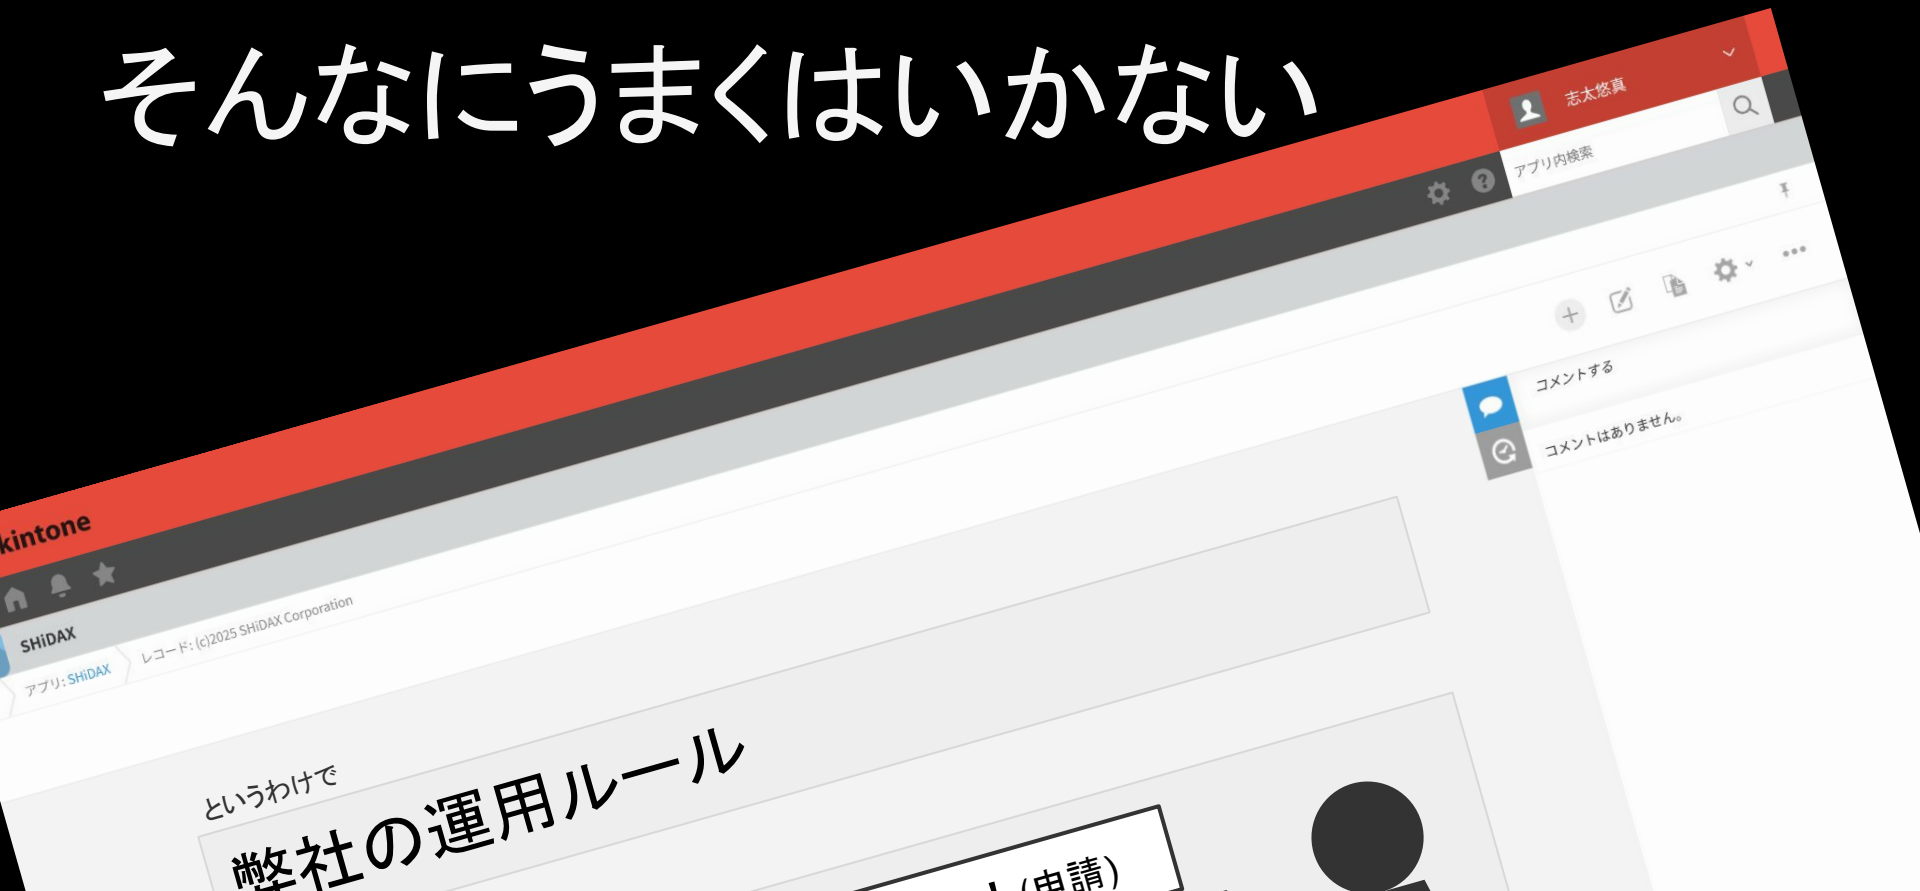 そんなにうまくはいかない
志太悠真
アプリ内検索
kintone
SHiDAX
アプリ: SHiDAX
レコード: (c)2025 SHiDAX Corporation
コメントする
コメントはありません。
というわけで
弊社の運用ルール
(申請)